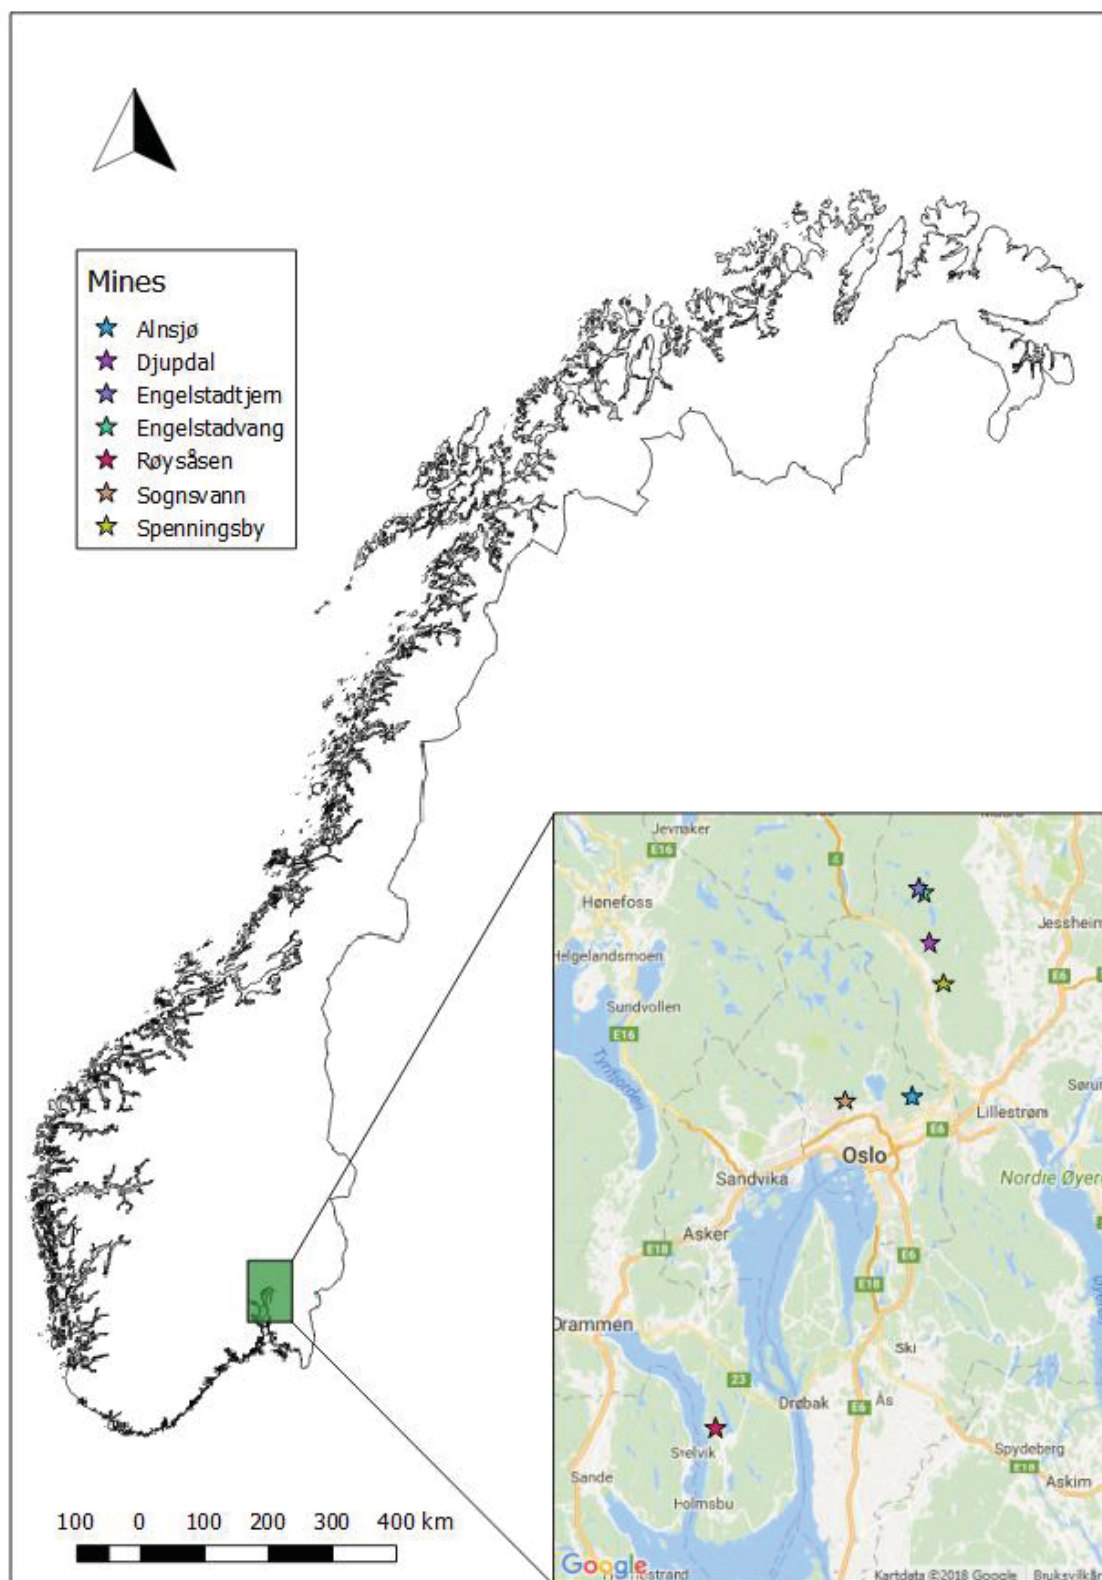 Mines
Alnsjø
Djupdal
Engelstadtjern
Engelstadvang
Røysåsen
Sognsvann
Spenningsby
Jevnaker
E16
4
Hønefoss
Jessheim
Helgelandsmoen
E6
Sundvollen
E16
Tyrifjorden
Lillestrøm
E6
Oslo
Sandvika
Nordre Øyeren
Asker
E18
E6
E18
Drammen
Ski
23
Drøbak
E6
Ås
Svelvik
Spydeberg
E18
Sande
Askim
Holmsbu
100 0 100 200 300 400 km
Google
Kartdata ©2018 Google
Bruksvilkår